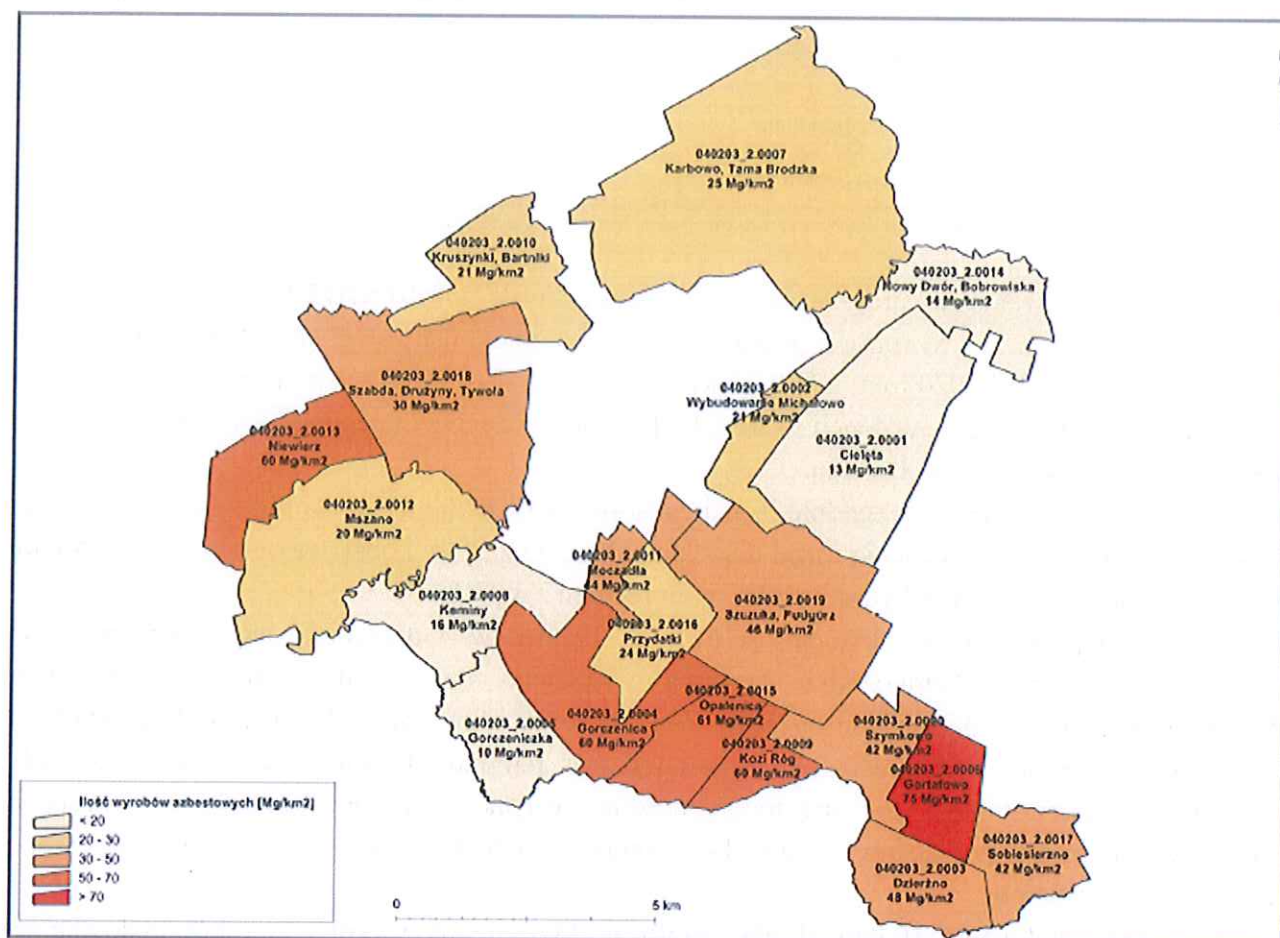 040203_2.0007
Karbowo, Tama Brodzka
25 Mg/km2
040203_2.0010
Kruszynki, Bartniki
21 Mg/km2
040203_2.0014
Nowy Dwór, Bobrowiska
14 Mg/km2
040203_2.0018
Szabda, Drużyny, Tywola
30 Mg/km2
040203_2.0002
Wybudowanie Michałowo
21 Mg/km2
040203_2.0013
Niewierz
60 Mg/km2
040203_2.0001
Cielęta
13 Mg/km2
040203_2.0012
Mszano
20 Mg/km2
040203_2.0011
Moczadła
44 Mg/km2
040203_2.0008
Kominy
16 Mg/km2
040203_2.0019
Szczuka, Podgórz
46 Mg/km2
040203_2.0016
Przydatki
24 Mg/km2
040203_2.0015
Opalenica
61 Mg/km2
040203_2.0004
Gorczenica
60 Mg/km2
040203_2.0005
Gorczeniczka
10 Mg/km2
040203_2.0009
Kozi Róg
60 Mg/km2
Szymkowo
42 Mg/km2
040203_2.0006
Gortatowo
75 Mg/km2
040203_2.0017
Sobiesierzno
42 Mg/km2
040203_2.0003
Dzierżno
48 Mg/km2
Ilość wyrobów azbestowych [Mg/km2]
< 20
20 - 30
30 - 50
50 - 70
> 70
0 5 km